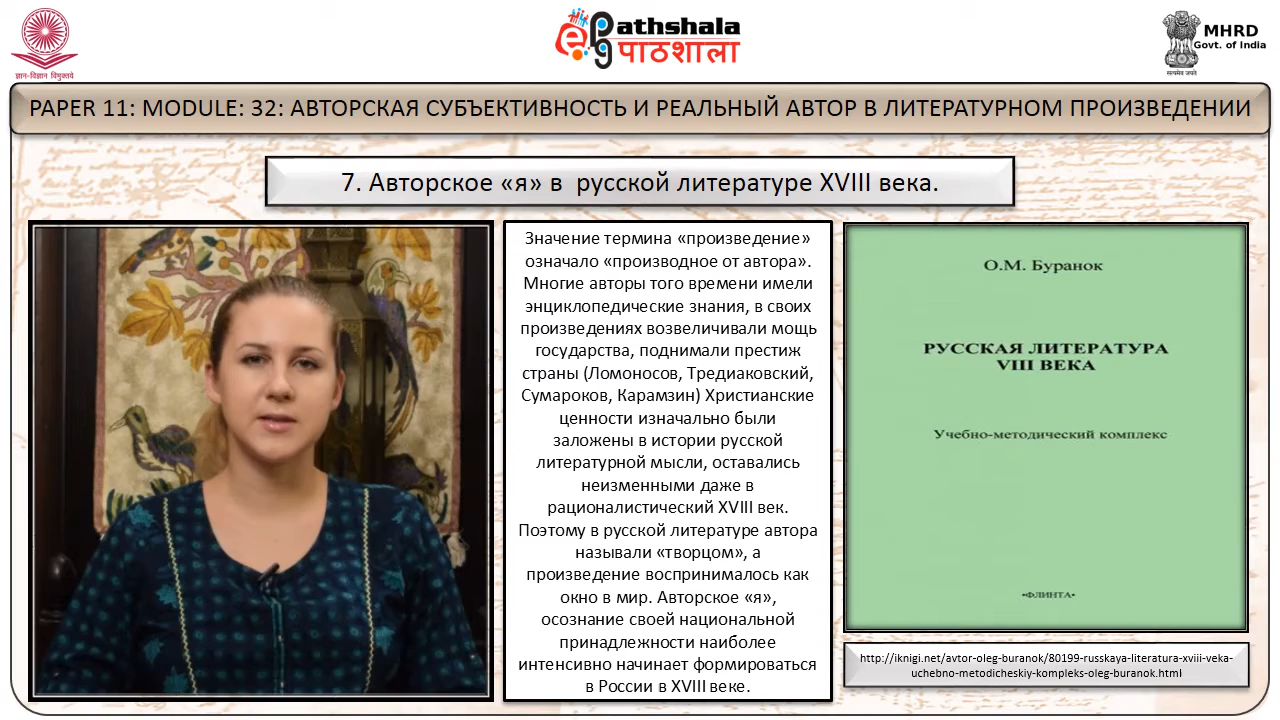 ज्ञान-विज्ञान विमुक्तये
ePg Pathshala
पाठशाला
MHRD
Govt. of India
सत्यमेव जयते
PAPER 11: MODULE: 32: АВТОРСКАЯ СУБЪЕКТИВНОСТЬ И РЕАЛЬНЫЙ АВТОР В ЛИТЕРАТУРНОМ ПРОИЗВЕДЕНИИ
7. Авторское «я» в русской литературе XVIII века.
Значение термина «произведение»
означало «производное от автора».
Многие авторы того времени имели
энциклопедические знания, в своих
произведениях возвеличивали мощь
государства, поднимали престиж
страны (Ломоносов, Тредиаковский,
Сумароков, Карамзин) Христианские
ценности изначально были
заложены в истории русской
литературной мысли, оставались
неизменными даже в
рационалистический XVIII век.
Поэтому в русской литературе автора
называли «творцом», а
произведение воспринималось как
окно в мир. Авторское «я»,
осознание своей национальной
принадлежности наиболее
интенсивно начинает формироваться
в России в XVIII веке.
О.М. Буранок
РУССКАЯ ЛИТЕРАТУРА
VIII ВЕКА
Учебно-методический комплекс
•ФЛИНТА•
http://iknigi.net/avtor-oleg-buranok/80199-russkaya-literatura-xviii-veka-
uchebno-metodicheskiy-kompleks-oleg-buranok.html